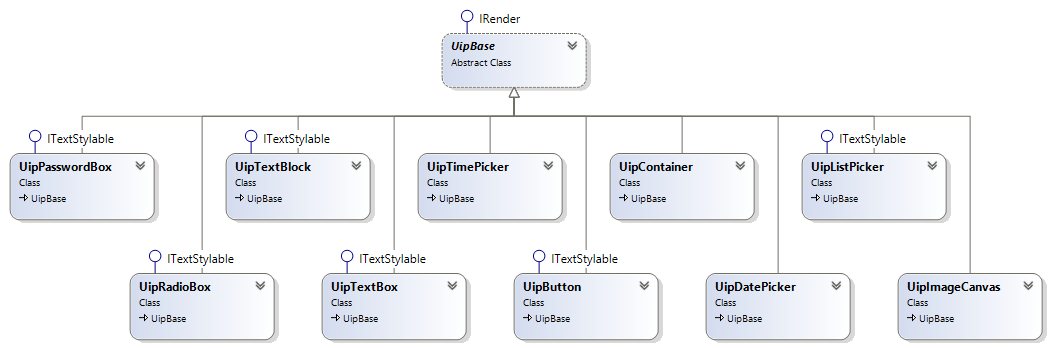 IRender
UipBase
Abstract Class
ITextStylable
UipPasswordBox
Class
UipBase
ITextStylable
UipTextBlock
Class
UipBase
UipTimePicker
Class
UipBase
UipContainer
Class
UipBase
ITextStylable
UipListPicker
Class
UipBase
ITextStylable
UipRadioBox
Class
UipBase
ITextStylable
UipTextBox
Class
UipBase
ITextStylable
UipButton
Class
UipBase
UipDatePicker
Class
UipBase
UipImageCanvas
Class
UipBase